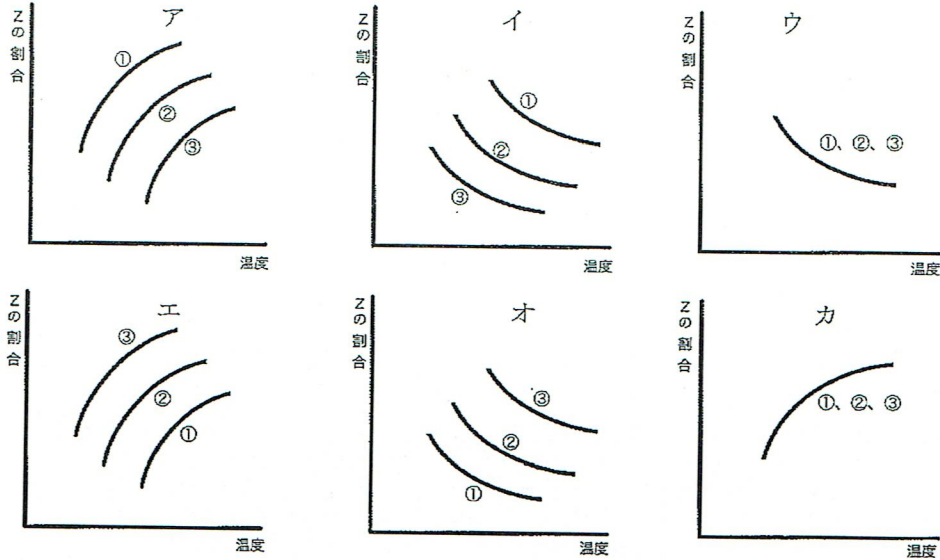 ア
Zの割合
①
②
③
温度
イ
Zの割合
①
②
③
温度
ウ
Zの割合
①、②、③
温度
エ
Zの割合
③
②
①
温度
オ
Zの割合
③
②
①
温度
カ
Zの割合
①、②、③
温度